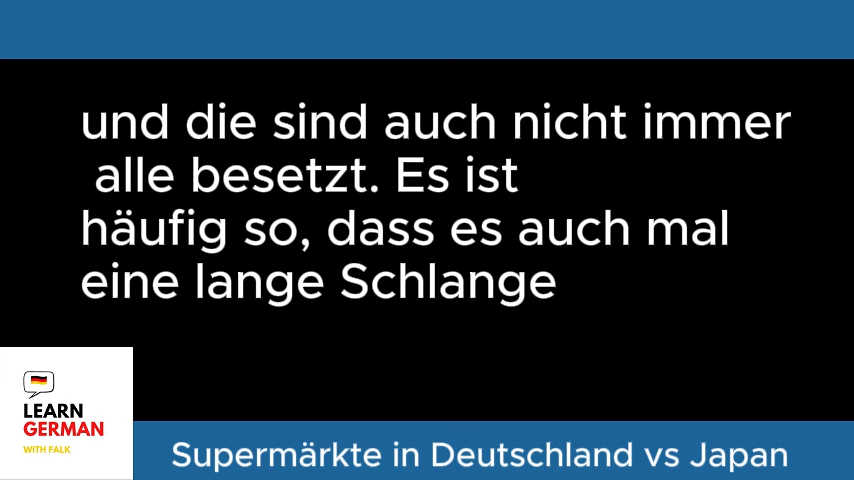 und die sind auch nicht immer
alle besetzt. Es ist
häufig so, dass es auch mal
eine lange Schlange
LEARN
GERMAN
WITH FALK
Supermärkte in Deutschland vs Japan